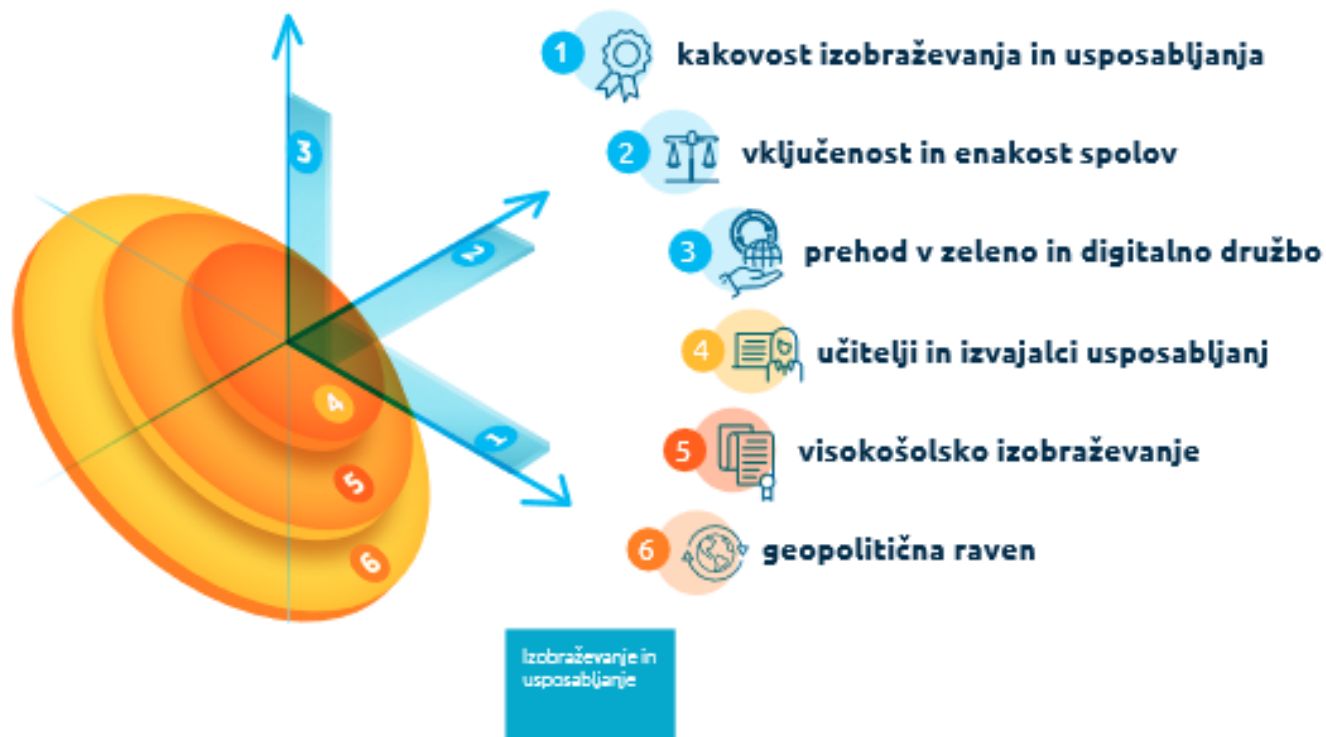 1 kakovost izobraževanja in usposabljanja
2 vključenost in enakost spolov
3 prehod v zeleno in digitalno družbo
4 učitelji in izvajalci usposabljanj
5 visokošolsko izobraževanje
6 geopolitična raven
3
2
1
4
5
6
Izobraževanje in
usposabljanje